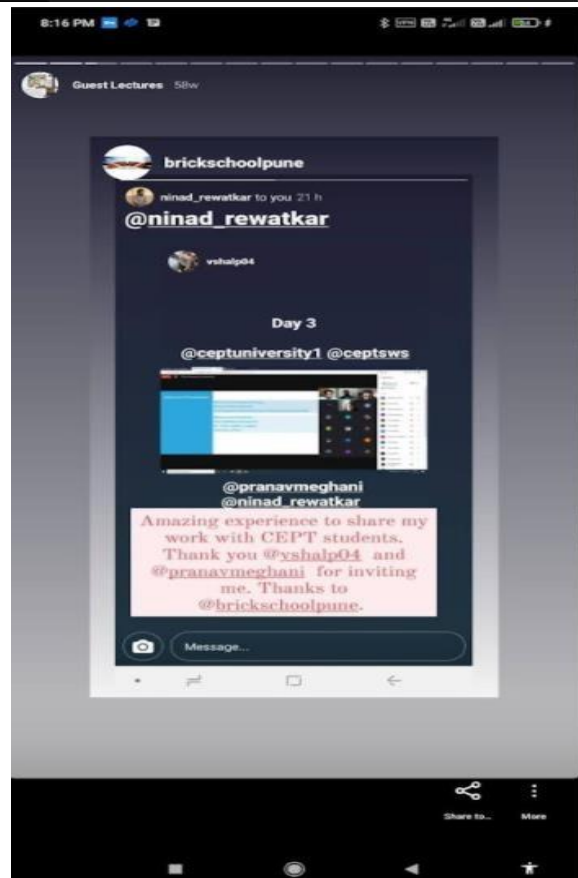 8:16 PM
Guest Lectures 58w
brickschoolpune
ninad_rewatkar to you 21 h
@ninad_rewatkar
vshalp04
Day 3
@ceptuniversity1 @ceptsws
@pranavmeghani
@ninad_rewatkar
Amazing experience to share my
work with CEPT students.
Thank you @vshalp04 and
@pranavmeghani for inviting
me. Thanks to
@brickschoolpune.
Message...
Share to... More